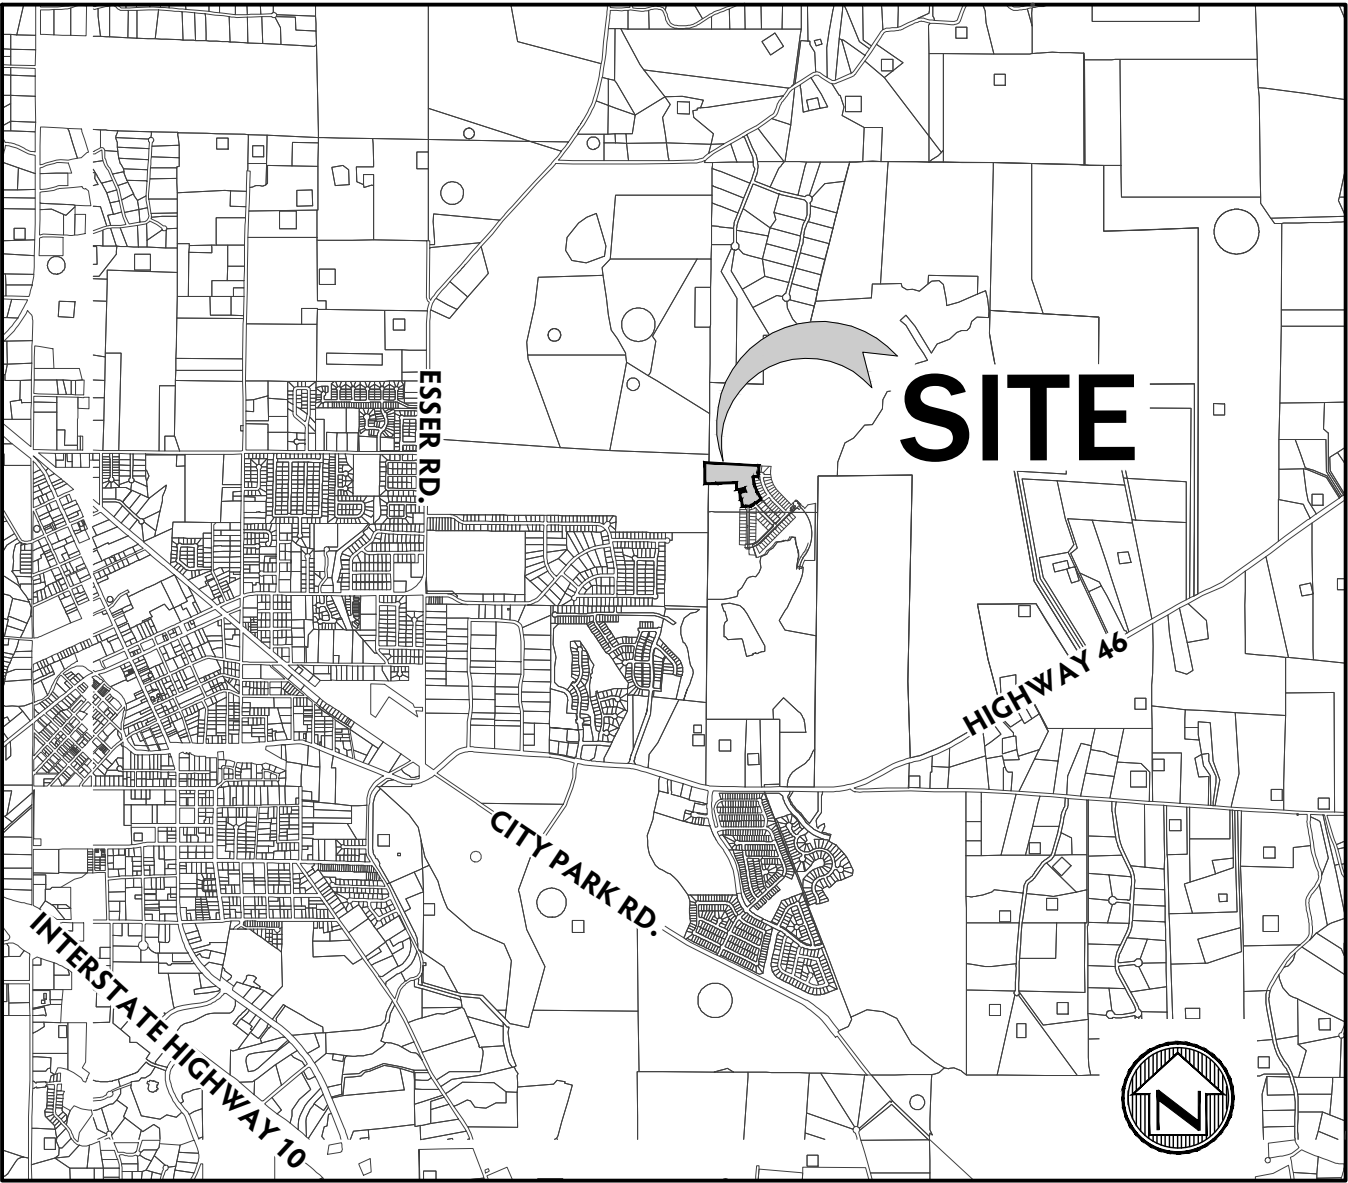 ESSER RD.
SITE
HIGHWAY 46
CITY PARK RD.
INTERSTATE HIGHWAY 10
N